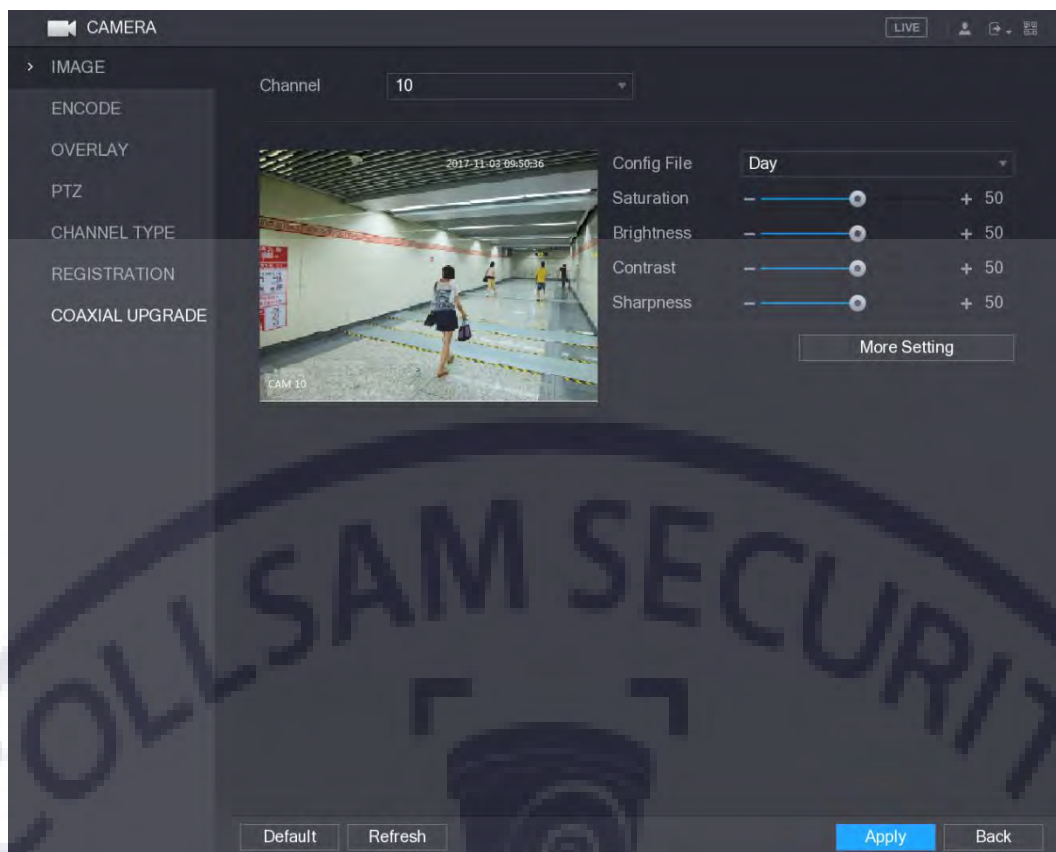 CAMERA
LIVE
IMAGE
ENCODE
OVERLAY
PTZ
CHANNEL TYPE
REGISTRATION
COAXIAL UPGRADE
Channel 10
2017-11-03 09:50:36
CAM 10
Config File Day
Saturation - + 50
Brightness - + 50
Contrast - + 50
Sharpness - + 50
More Setting
OLLSAM SECURIT
Default Refresh Apply Back